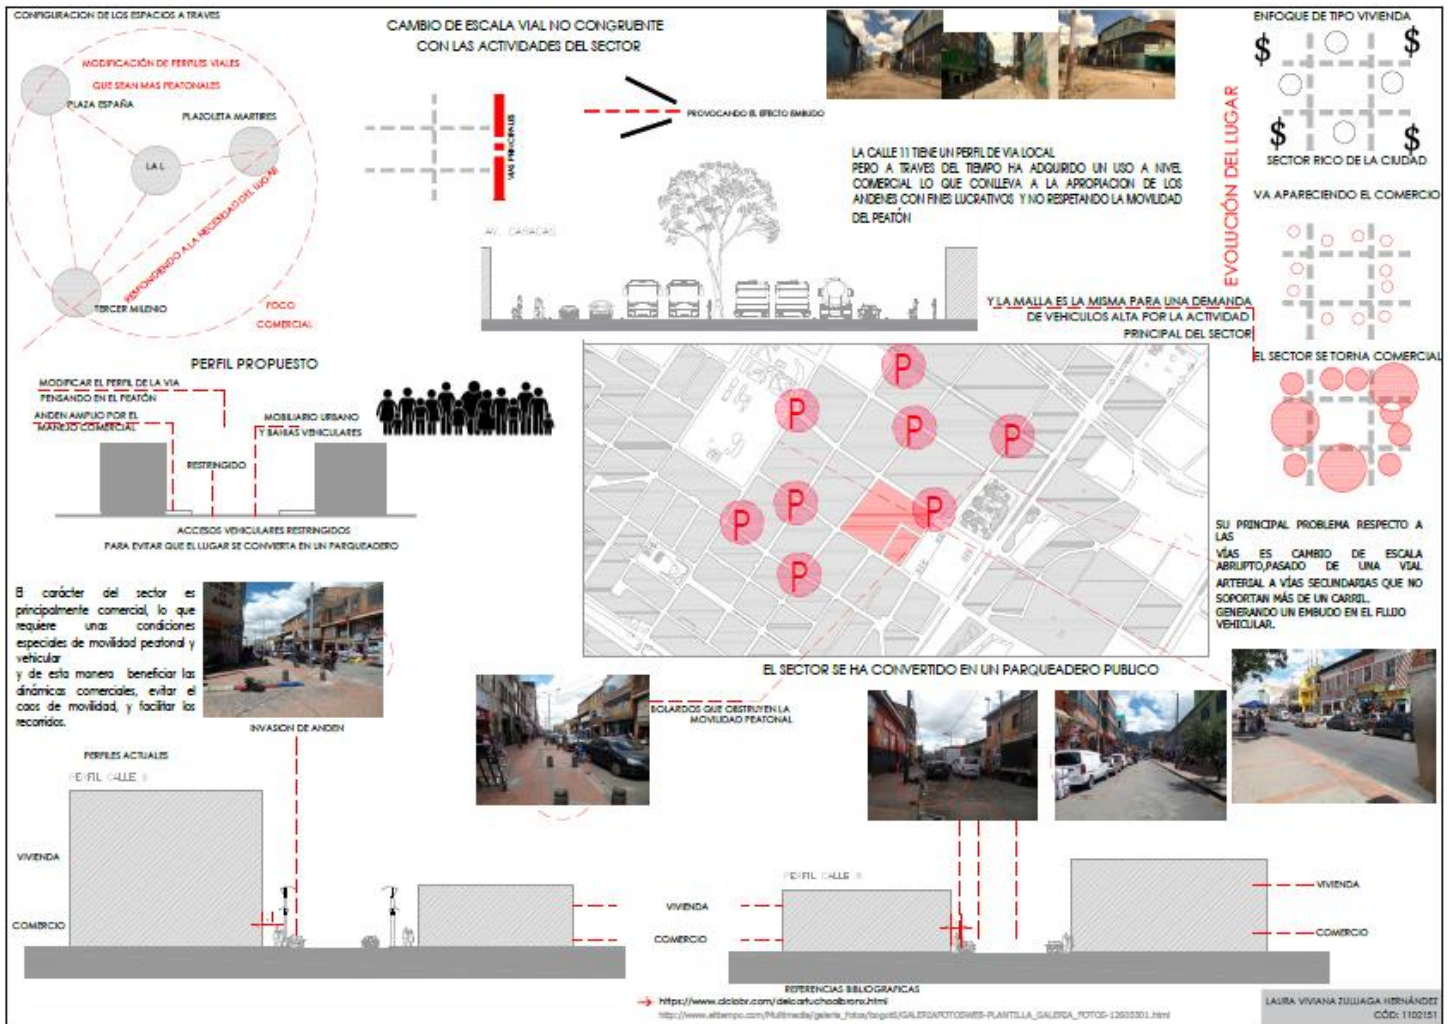 CONFIGURACION DE LOS ESPACIOS A TRAVES
MODIFICACIÓN DE PERFILES VIALES
QUE SEAN MAS PEATONALES
PLAZA ESPAÑA
PLAZOLETA MARTIRES
LA L
RESPONDIENDO A LA NECESIDAD DEL LUGAR
TERCER MILENIO
FOCO
COMERCIAL
CAMBIO DE ESCALA VIAL NO CONGRUENTE
CON LAS ACTIVIDADES DEL SECTOR
VIAS PRINCIPALES
PROVOCANDO EL EFECTO EMBUDO
LA CALLE 11 TIENE UN PERFIL DE VIA LOCAL
PERO A TRAVES DEL TIEMPO HA ADQUIRIDO UN USO A NIVEL
COMERCIAL LO QUE CONLLEVA A LA APROPIACION DE LOS
ANDENES CON FINES LUCRATIVOS Y NO RESPETANDO LA MOVILIDAD
DEL PEATÓN
AV. CARACAS
Y LA MALLA ES LA MISMA PARA UNA DEMANDA
DE VEHICULOS ALTA POR LA ACTIVIDAD
PRINCIPAL DEL SECTOR
EVOLUCIÓN DEL LUGAR
ENFOQUE DE TIPO VIVIENDA
$ $
$ $
SECTOR RICO DE LA CIUDAD
VA APARECIENDO EL COMERCIO
EL SECTOR SE TORNA COMERCIAL
PERFIL PROPUESTO
MODIFICAR EL PERFIL DE LA VIA
PENSANDO EN EL PEATÓN
ANDEN AMPLIO POR EL
MANEJO COMERCIAL
MOBILIARIO URBANO
Y BAHIAS VEHICULARES
RESTRINGIDO
ACCESOS VEHICULARES RESTRINGIDOS
PARA EVITAR QUE EL LUGAR SE CONVIERTA EN UN PARQUEADERO
P
P
P
P
P
P
P
P
EL SECTOR SE HA CONVERTIDO EN UN PARQUEADERO PUBLICO
SU PRINCIPAL PROBLEMA RESPECTO A
LAS
VÍAS ES CAMBIO DE ESCALA
ABRUPTO,PASADO DE UNA VIAL
ARTERIAL A VÍAS SECUNDARIAS QUE NO
SOPORTAN MÁS DE UN CARRIL.
GENERANDO UN EMBUDO EN EL FLUJO
VEHICULAR.
El carácter del sector es
principalmente comercial, lo que
requiere unas condiciones
especiales de movilidad peatonal y
vehicular
y de esta manera beneficiar las
dinámicas comerciales, evitar el
caos de movilidad, y facilitar los
recorridos.
INVASION DE ANDEN
BOLARDOS QUE OBSTRUYEN LA
MOVILIDAD PEATONAL
PERFILES ACTUALES
PERFIL CALLE
VIVIENDA
COMERCIO
VIVIENDA
COMERCIO
PERFIL CALLE
VIVIENDA
COMERCIO
REFERENCIAS BIBLIOGRAFICAS
https://www.ciclobr.com/delcartuchoalbronx.html
LAURA VIVIANA ZULUAGA HERNÁNDEZ
CÓD: 1102151